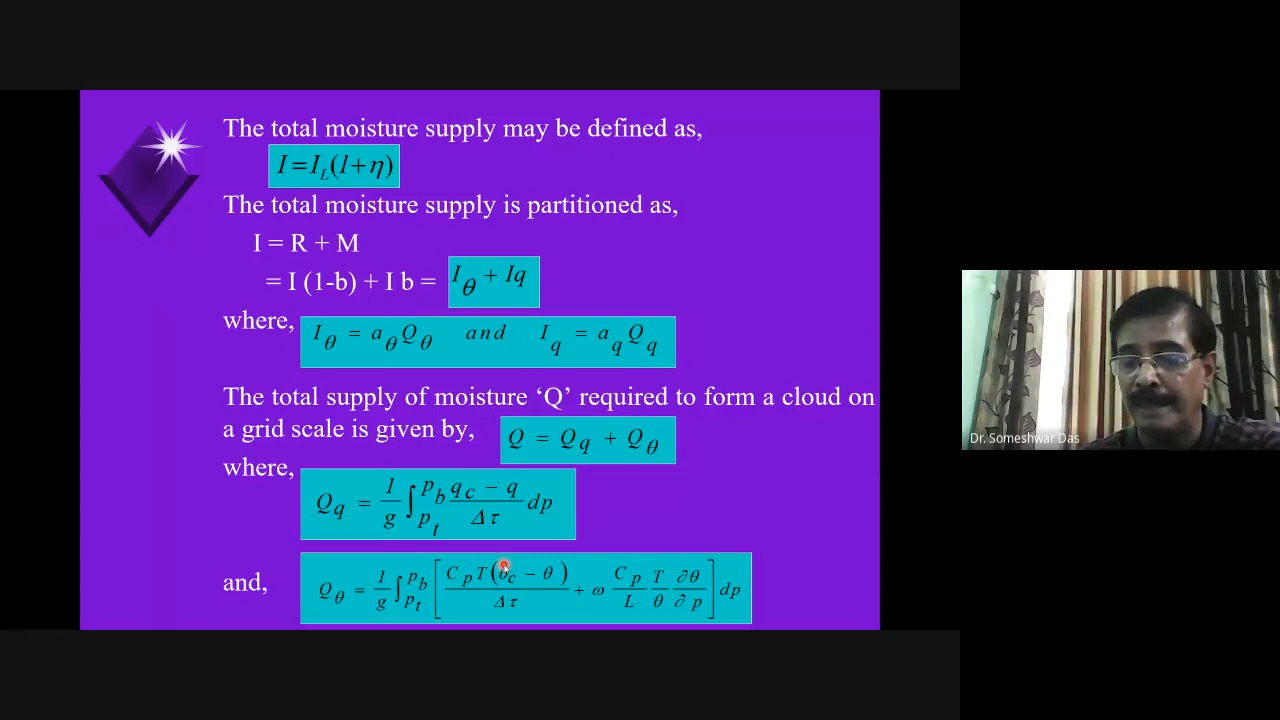 The total moisture supply may be defined as,
I = I_L(1+η)
The total moisture supply is partitioned as,
I = R + M
= I (1-b) + I b = I_θ + Iq
where, I_θ = a_θ Q_θ and I_q = a_q Q_q
The total supply of moisture ‘Q’ required to form a cloud on
a grid scale is given by, Q = Q_q + Q_θ
where,
Q_q = 1/g ∫_{p_t}^{p_b} (q_c − q)/Δτ dp
and, Q_θ = 1/g ∫_{p_t}^{p_b} [ C_p T(θ_c − θ)/Δτ + ω C_p/L T/θ ∂θ/∂p ] dp
Dr. Someshwar Das